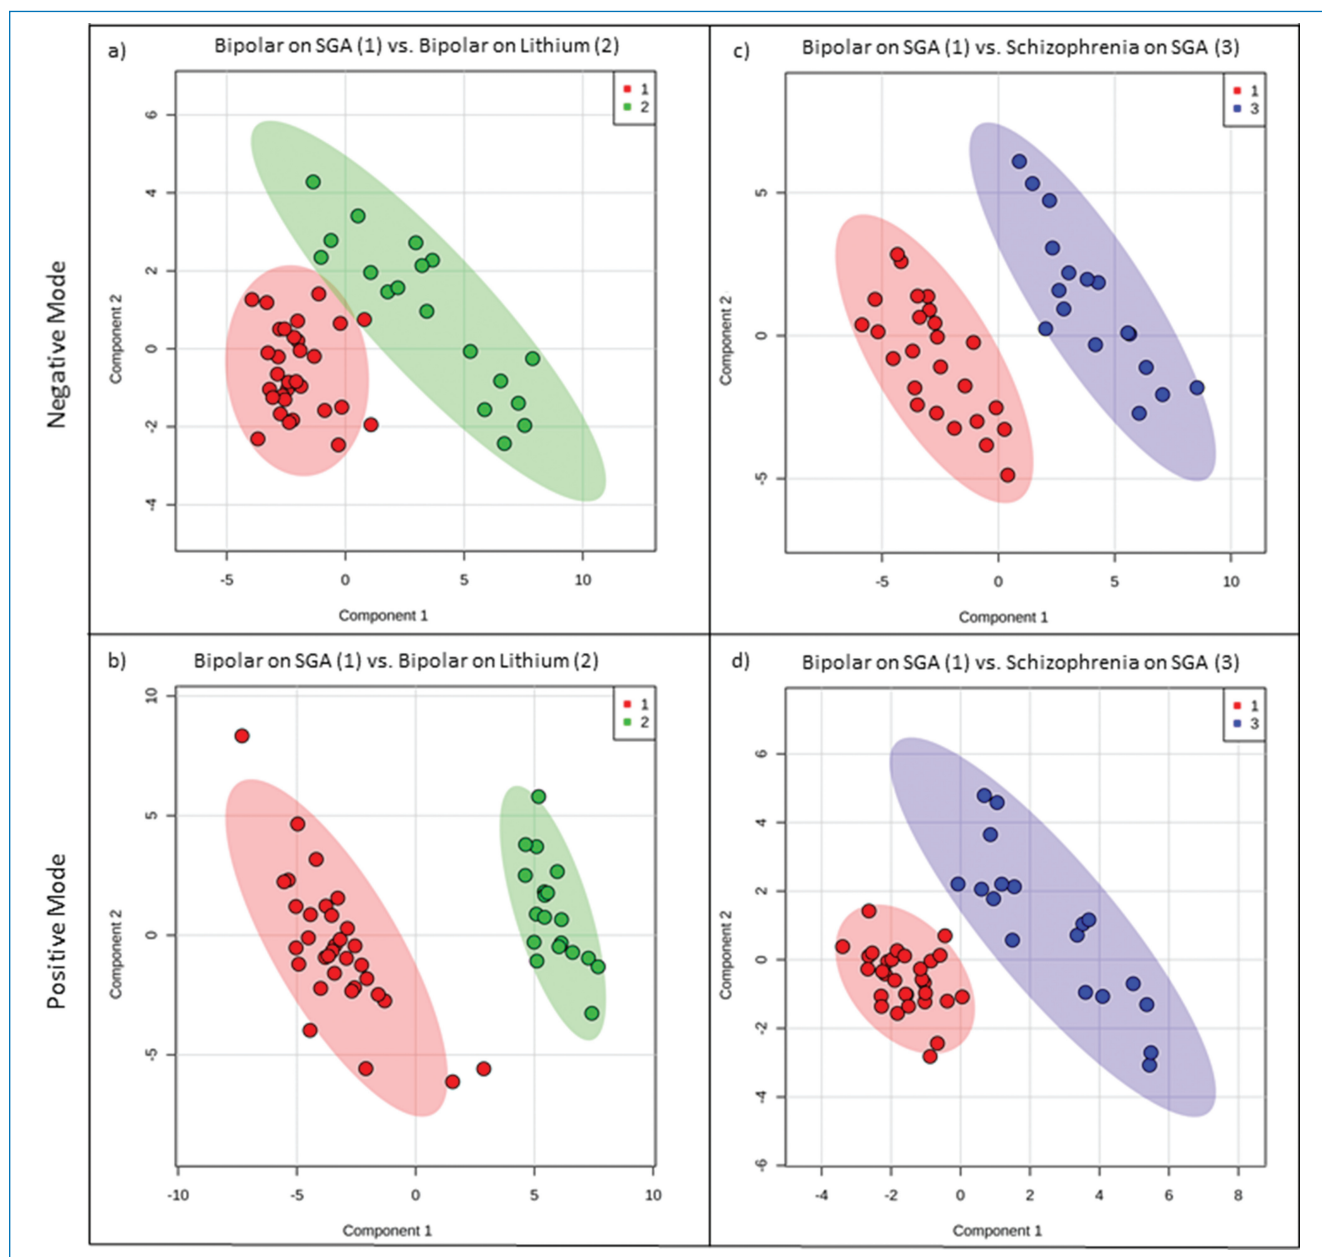 a) Bipolar on SGA (1) vs. Bipolar on Lithium (2)
1
2
6
4
2
0
-2
-4
Component 2
-5 0 5 10
Component 1
Negative Mode
c) Bipolar on SGA (1) vs. Schizophrenia on SGA (3)
1
3
5
0
-5
Component 2
-5 0 5 10
Component 1
b) Bipolar on SGA (1) vs. Bipolar on Lithium (2)
1
2
10
5
0
-5
Component 2
-10 -5 0 5 10
Component 1
Positive Mode
d) Bipolar on SGA (1) vs. Schizophrenia on SGA (3)
1
3
6
4
2
0
-2
-4
-6
Component 2
-4 -2 0 2 4 6 8
Component 1